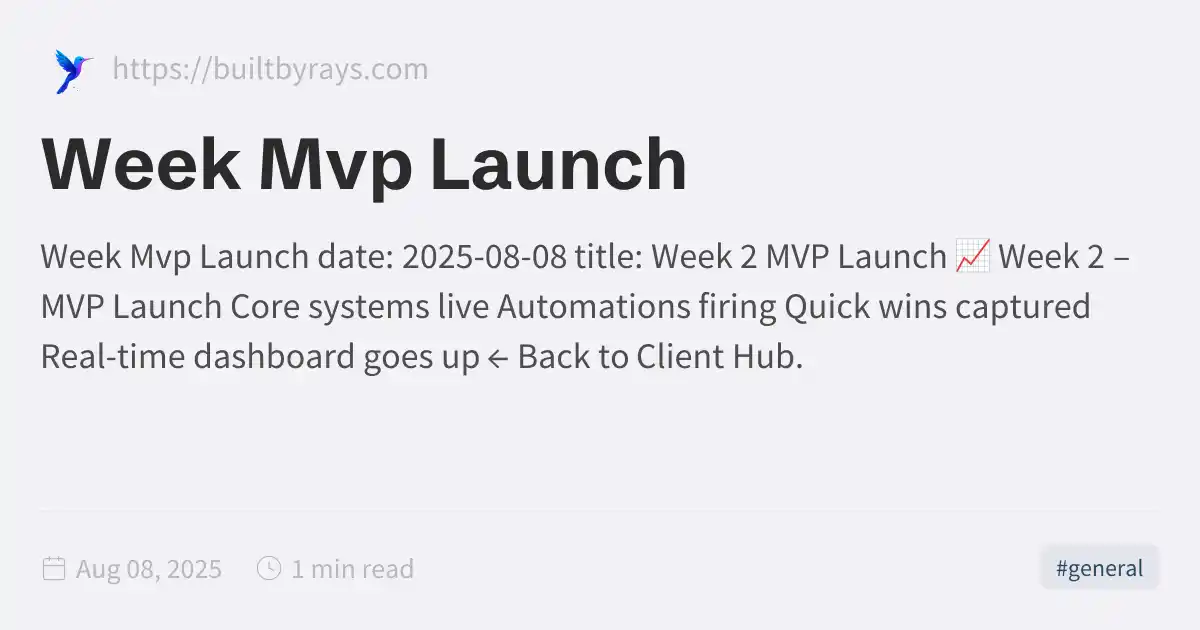 https://builtbyrays.com
Week Mvp Launch
Week Mvp Launch date: 2025-08-08 title: Week 2 MVP Launch 📈 Week 2 –
MVP Launch Core systems live Automations firing Quick wins captured
Real-time dashboard goes up ← Back to Client Hub.
Aug 08, 2025
1 min read
#general